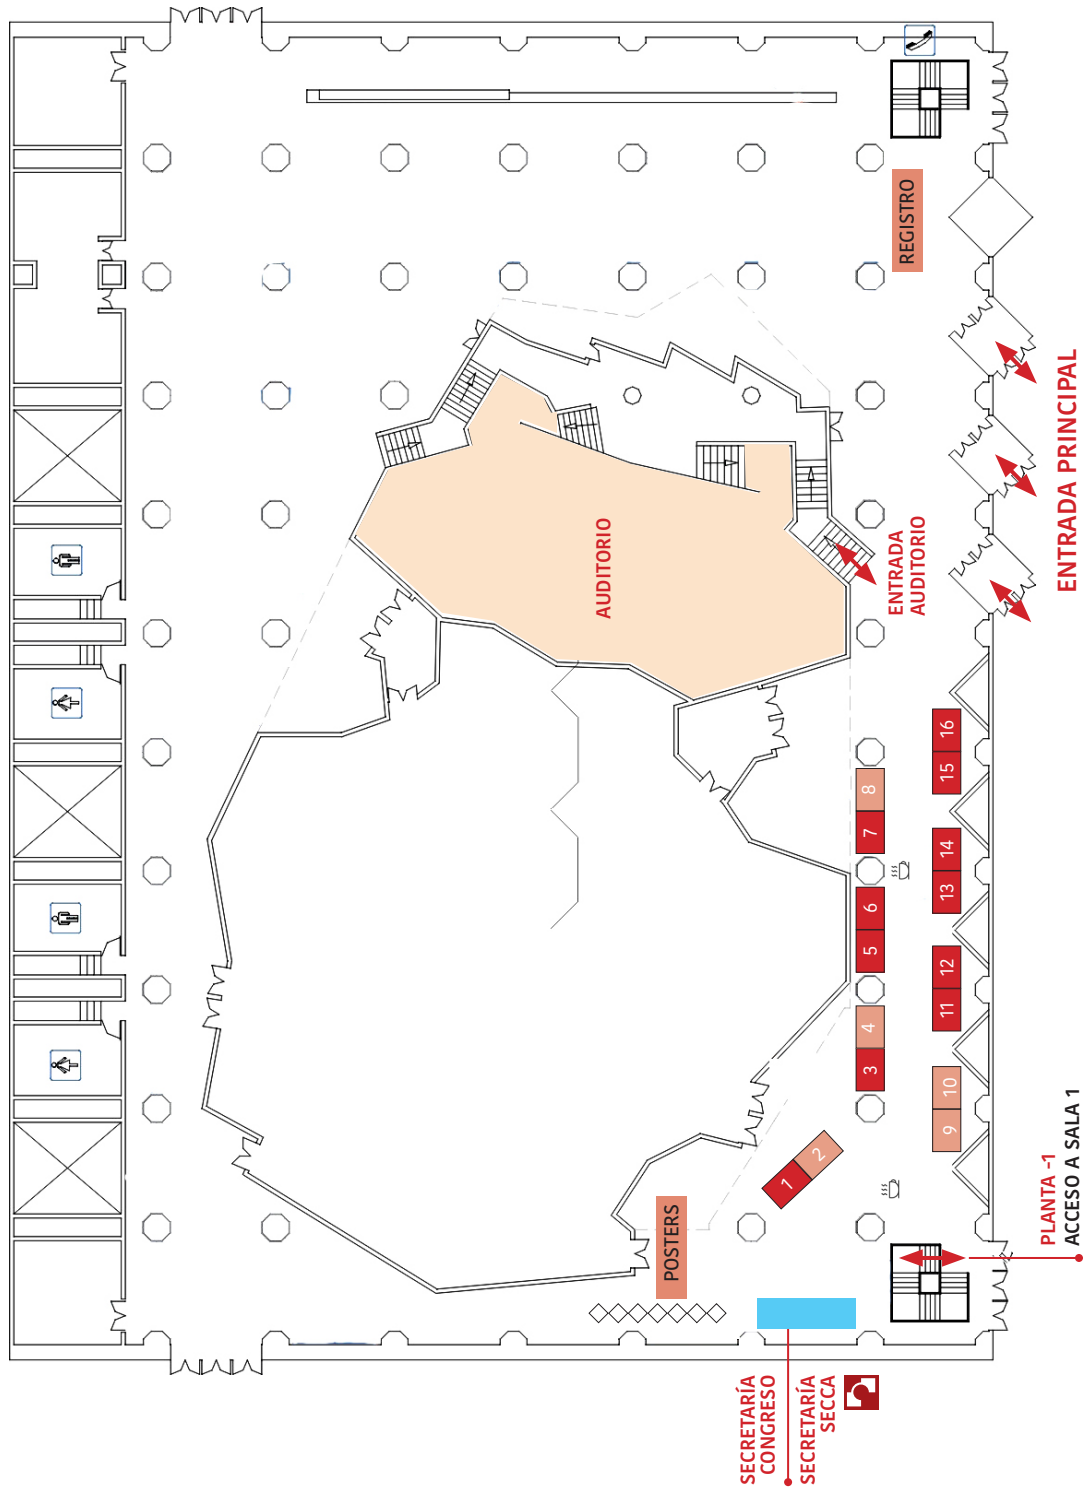 SECRETARÍA
CONGRESO
SECRETARÍA
SECCA
POSTERS
PLANTA -1
ACCESO A SALA 1
1
2
3
4
5
6
7
8
9
10
11
12
13
14
15
16
AUDITORIO
ENTRADA
AUDITORIO
ENTRADA PRINCIPAL
REGISTRO